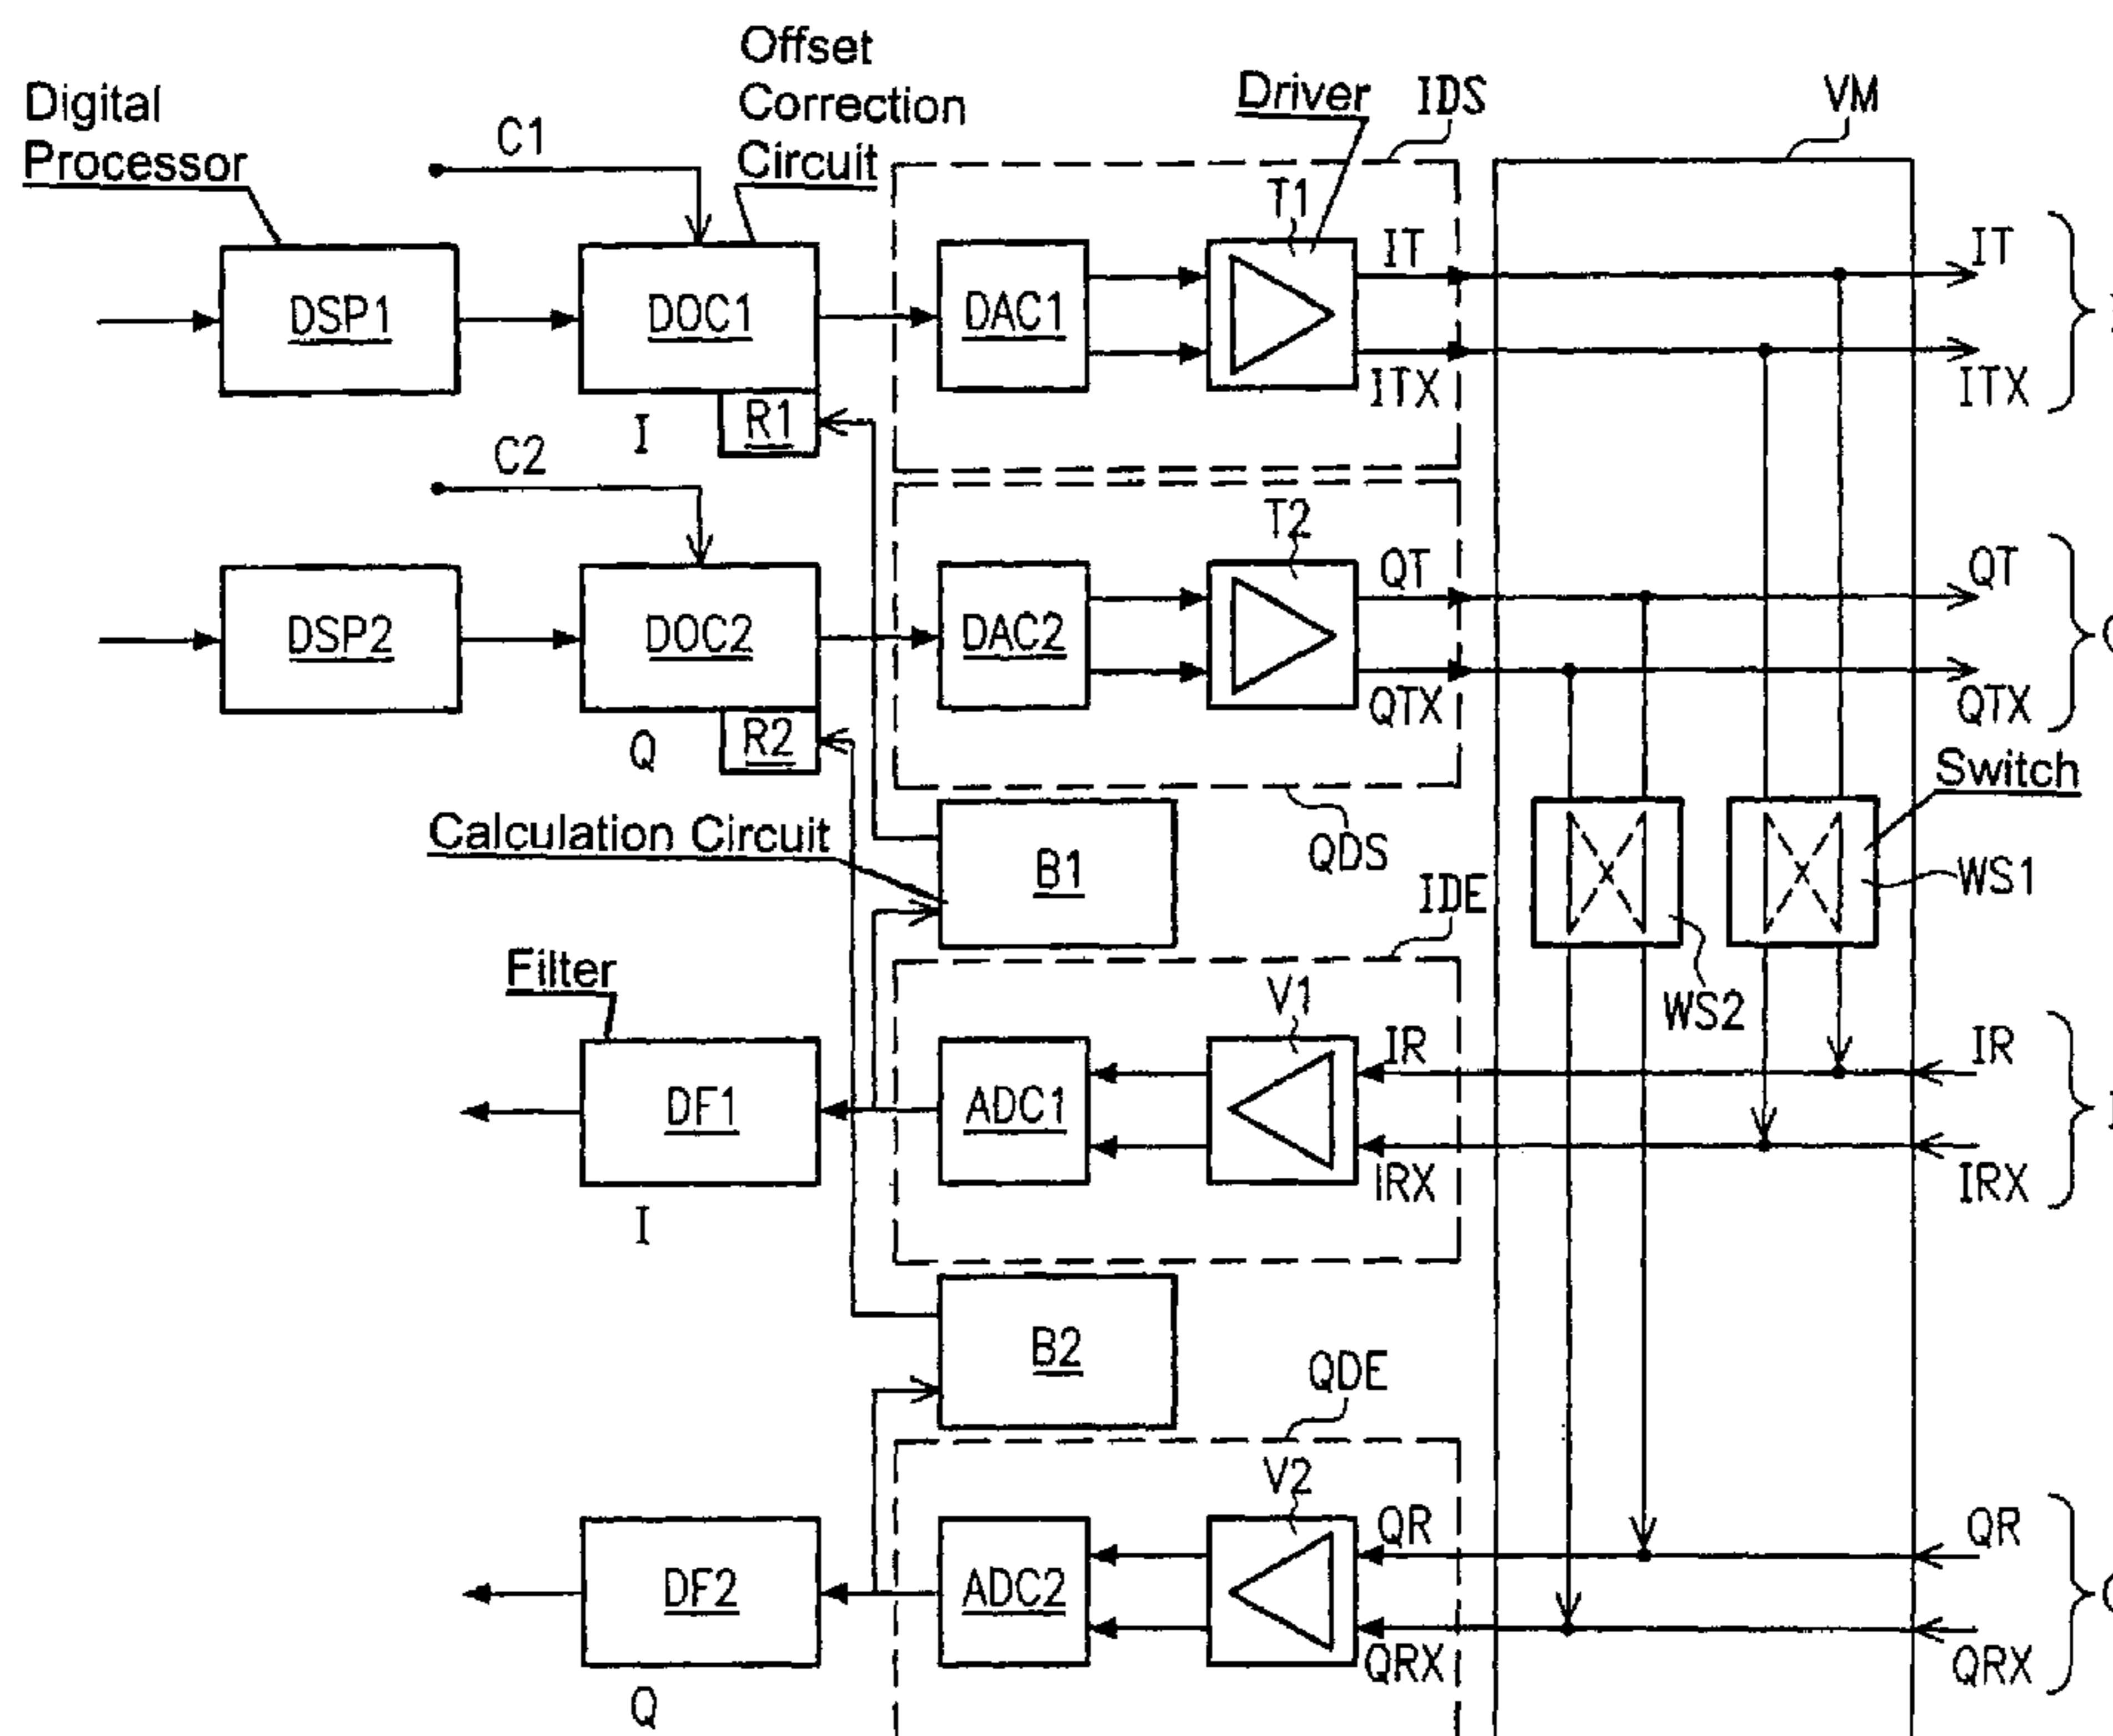 Offset
Correction
Circuit
Digital
Processor
C1
Driver
IDS
VM
T1
IT
IT
DSP1
DOC1
DAC1
ITX
ITX
R1
I
C2
T2
QT
QT
DSP2
DOC2
DAC2
QTX
QTX
R2
Q
Switch
Calculation Circuit
B1
QDS
WS1
IDE
Filter
V1
WS2
IR
IR
DF1
ADC1
IRX
IRX
I
B2
QDE
V2
QR
QR
DF2
ADC2
QRX
QRX
Q